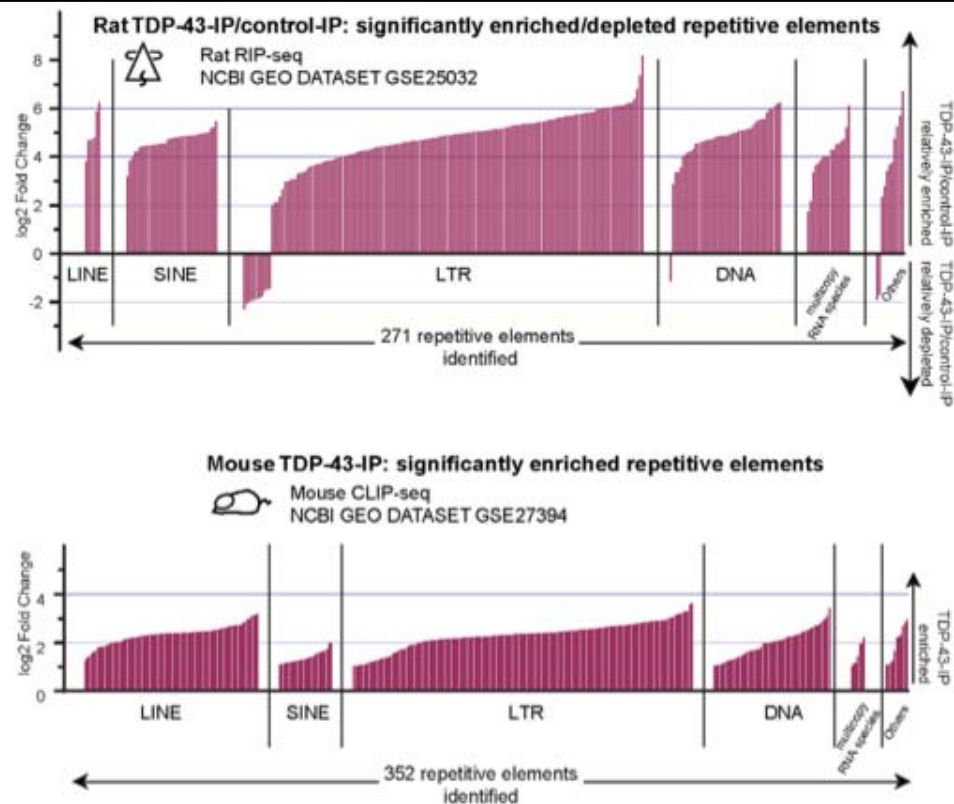 Rat TDP-43-IP/control-IP: significantly enriched/depleted repetitive elements
Rat RIP-seq
NCBI GEO DATASET GSE25032
log2 Fold Change
8
6
4
2
0
-2
LINE
SINE
LTR
DNA
multicopy
RNA species
Others
TDP-43-IP/control-IP
relatively enriched
TDP-43-IP/control-IP
relatively depleted
271 repetitive elements
identified
Mouse TDP-43-IP: significantly enriched repetitive elements
Mouse CLIP-seq
NCBI GEO DATASET GSE27394
log2 Fold Change
4
2
0
LINE
SINE
LTR
DNA
multicopy
RNA species
Others
TDP-43-IP
enriched
352 repetitive elements
identified